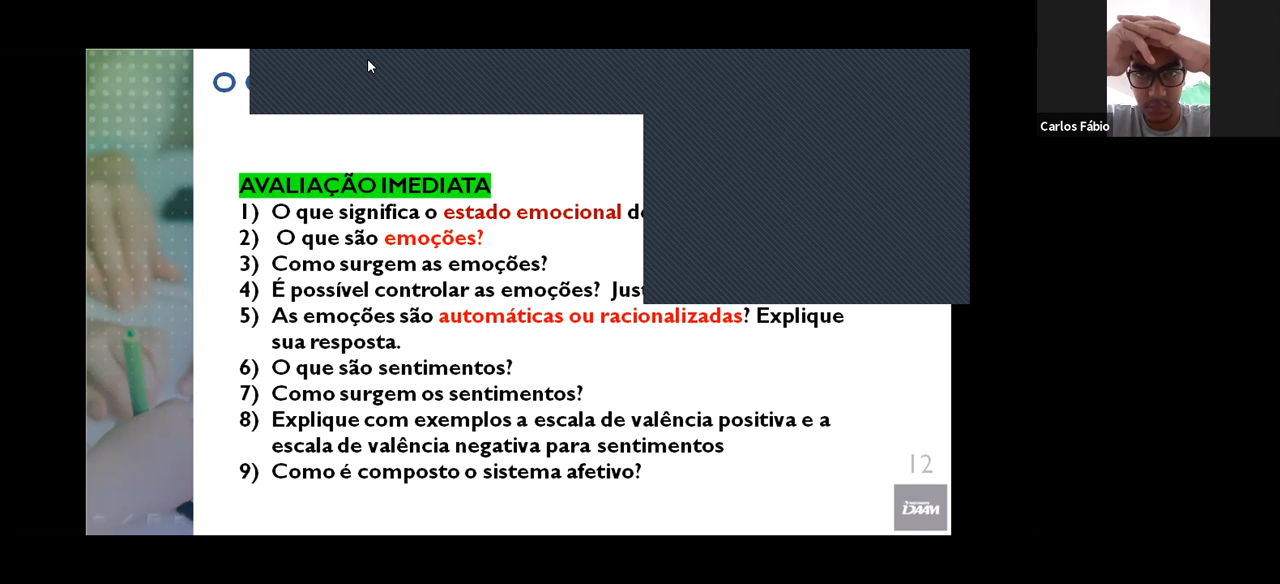 O
Carlos Fábio
AVALIAÇÃO IMEDIATA
1) O que significa o estado emocional
2) O que são emoções?
3) Como surgem as emoções?
4) É possível controlar as emoções?
5) As emoções são automáticas ou racionalizadas? Explique
sua resposta.
6) O que são sentimentos?
7) Como surgem os sentimentos?
8) Explique com exemplos a escala de valência positiva e a
escala de valência negativa para sentimentos
9) Como é composto o sistema afetivo?
12
IDAAM